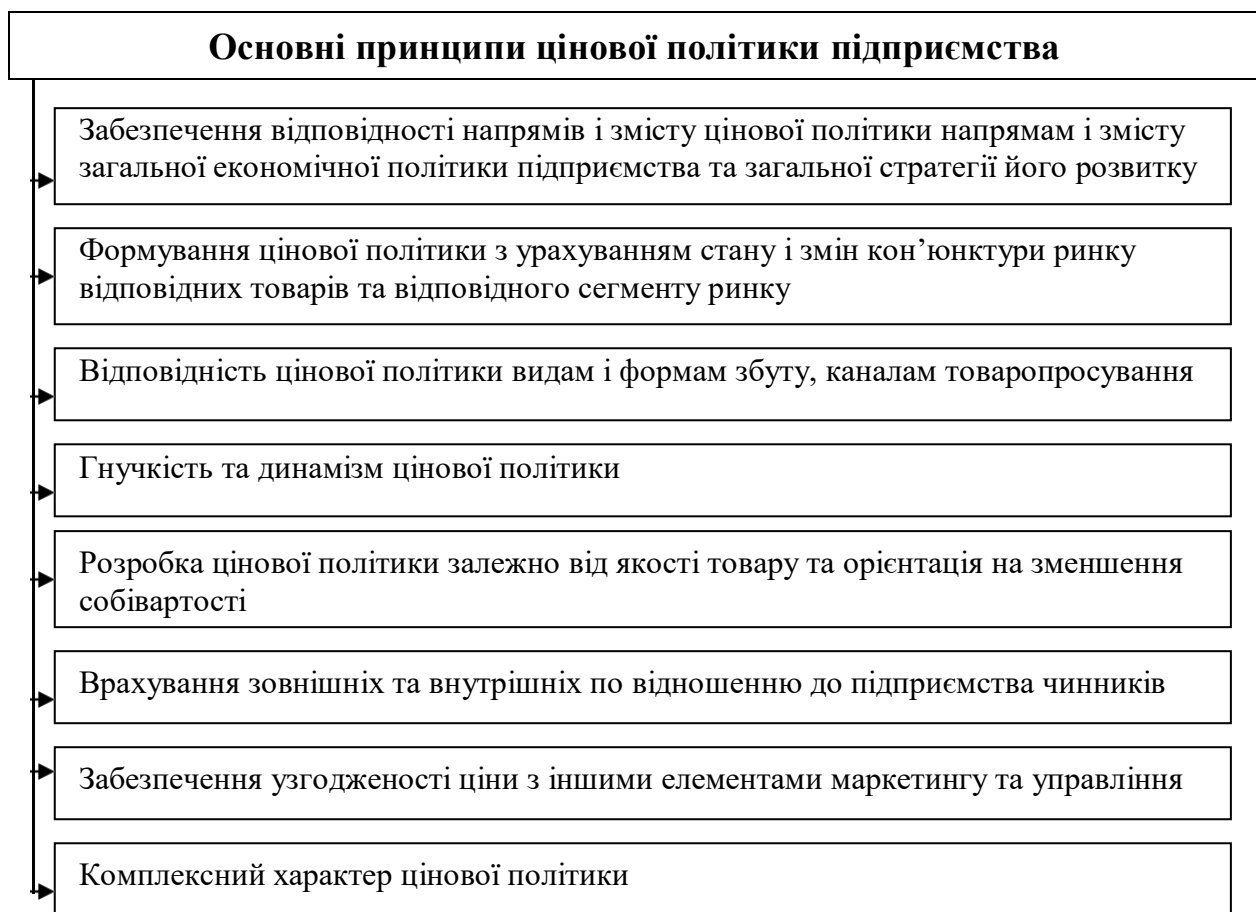 Основні принципи цінової політики підприємства
Забезпечення відповідності напрямів і змісту цінової політики напрямам і змісту
загальної економічної політики підприємства та загальної стратегії його розвитку
Формування цінової політики з урахуванням стану і змін кон’юнктури ринку
відповідних товарів та відповідного сегменту ринку
Відповідність цінової політики видам і формам збуту, каналам товаропросування
Гнучкість та динамізм цінової політики
Розробка цінової політики залежно від якості товару та орієнтація на зменшення
собівартості
Врахування зовнішніх та внутрішніх по відношенню до підприємства чинників
Забезпечення узгодженості ціни з іншими елементами маркетингу та управління
Комплексний характер цінової політики